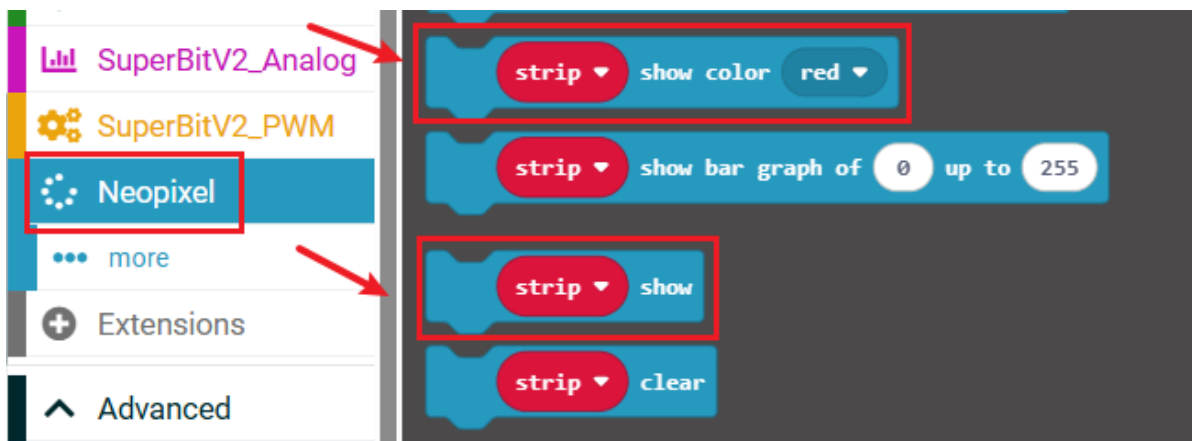 SuperBitV2_Analog
SuperBitV2_PWM
Neopixel
more
Extensions
Advanced
strip show color red
strip show bar graph of 0 up to 255
strip show
strip clear